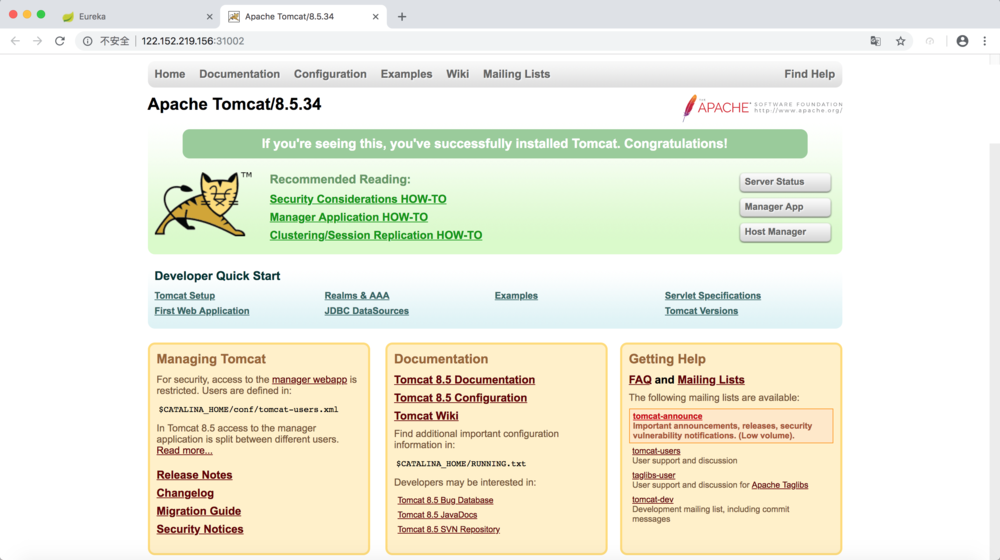 Eureka
Apache Tomcat/8.5.34
不安全 122.152.219.156:31002
Home Documentation Configuration Examples Wiki Mailing Lists Find Help
Apache Tomcat/8.5.34
THE APACHE® SOFTWARE FOUNDATION
http://www.apache.org/
If you're seeing this, you've successfully installed Tomcat. Congratulations!
TM
Recommended Reading:
Security Considerations HOW-TO
Manager Application HOW-TO
Clustering/Session Replication HOW-TO
Server Status
Manager App
Host Manager
Developer Quick Start
Tomcat Setup
First Web Application
Realms & AAA
JDBC DataSources
Examples
Servlet Specifications
Tomcat Versions
Managing Tomcat
For security, access to the manager webapp is
restricted. Users are defined in:
$CATALINA_HOME/conf/tomcat-users.xml
In Tomcat 8.5 access to the manager
application is split between different users.
Read more...
Release Notes
Changelog
Migration Guide
Security Notices
Documentation
Tomcat 8.5 Documentation
Tomcat 8.5 Configuration
Tomcat Wiki
Find additional important configuration
information in:
$CATALINA_HOME/RUNNING.txt
Developers may be interested in:
Tomcat 8.5 Bug Database
Tomcat 8.5 JavaDocs
Tomcat 8.5 SVN Repository
Getting Help
FAQ and Mailing Lists
The following mailing lists are available:
tomcat-announce
Important announcements, releases, security
vulnerability notifications. (Low volume).
tomcat-users
User support and discussion
taglibs-user
User support and discussion for Apache Taglibs
tomcat-dev
Development mailing list, including commit
messages